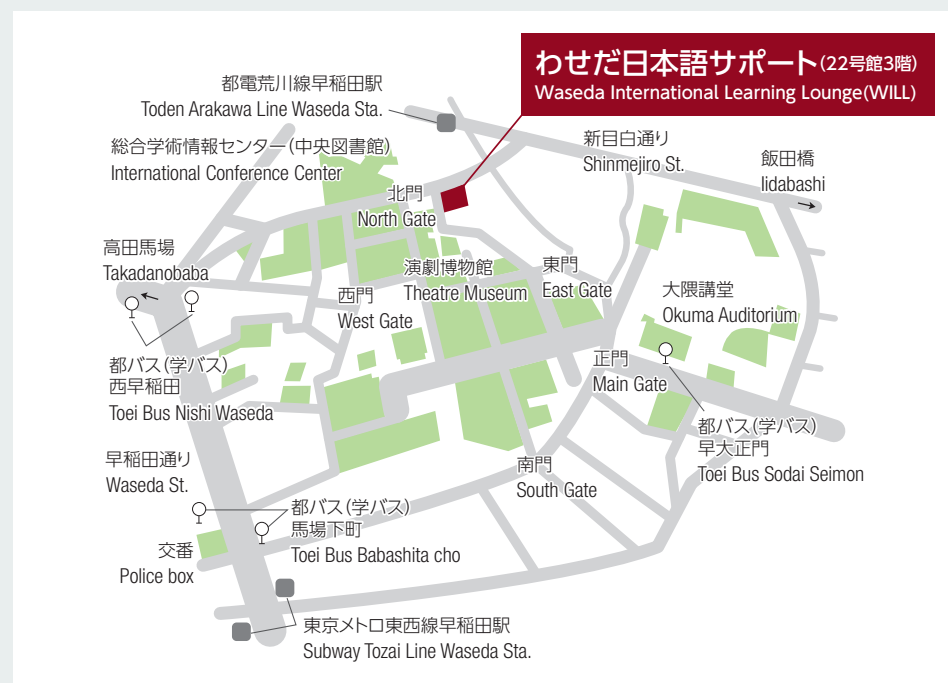 わせだ日本語サポート(22号館3階)
Waseda International Learning Lounge(WILL)
都電荒川線早稲田駅
Toden Arakawa Line Waseda Sta.
新目白通り
Shinmejiro St.
飯田橋
Iidabashi
→
総合学術情報センター(中央図書館)
International Conference Center
北門
North Gate
高田馬場
Takadanobaba
←
西門
West Gate
演劇博物館
Theatre Museum
東門
East Gate
大隈講堂
Okuma Auditorium
都バス(学バス)
西早稲田
Toei Bus Nishi Waseda
正門
Main Gate
都バス(学バス)
早大正門
Toei Bus Sodai Seimon
早稲田通り
Waseda St.
南門
South Gate
都バス(学バス)
馬場下町
Toei Bus Babashita cho
交番
Police box
東京メトロ東西線早稲田駅
Subway Tozai Line Waseda Sta.